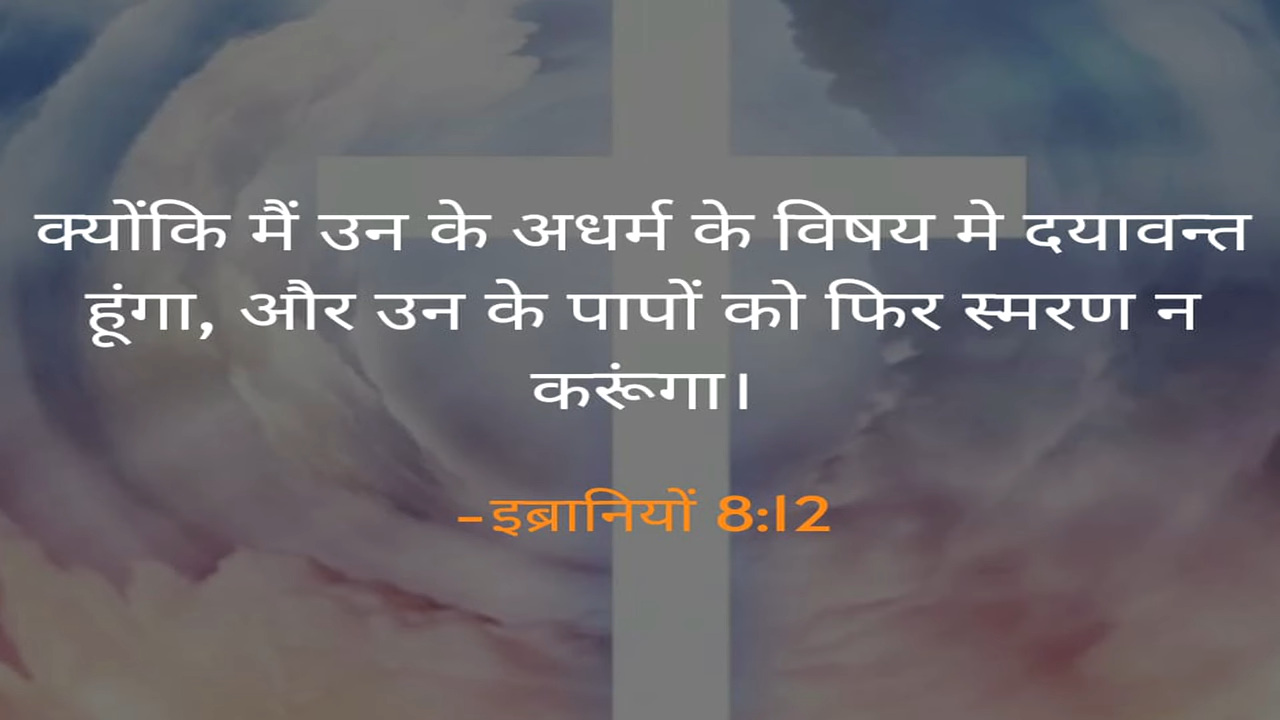 क्योंकि मैं उन के अधर्म के विषय मे दयावन्त
हूंगा, और उन के पापों को फिर स्मरण न
करूंगा।
-इब्रानियों 8:12